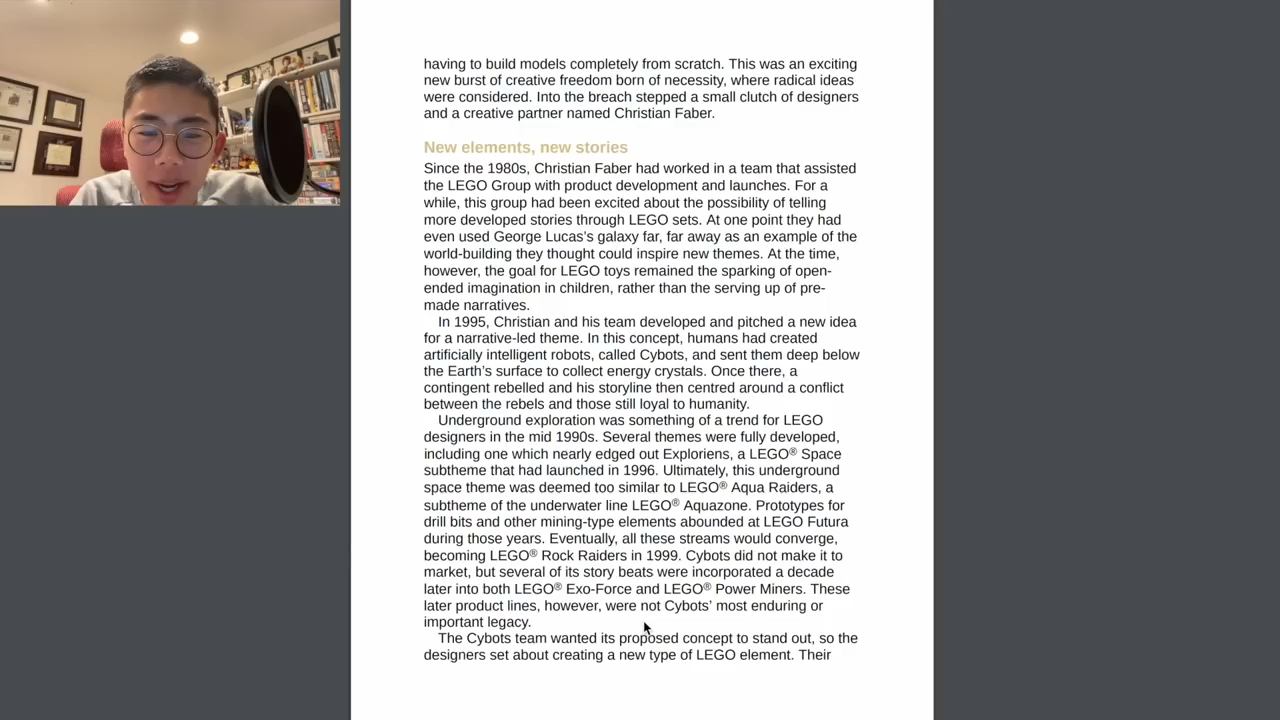 having to build models completely from scratch. This was an exciting
new burst of creative freedom born of necessity, where radical ideas
were considered. Into the breach stepped a small clutch of designers
and a creative partner named Christian Faber.
New elements, new stories
Since the 1980s, Christian Faber had worked in a team that assisted
the LEGO Group with product development and launches. For a
while, this group had been excited about the possibility of telling
more developed stories through LEGO sets. At one point they had
even used George Lucas’s galaxy far, far away as an example of the
world-building they thought could inspire new themes. At the time,
however, the goal for LEGO toys remained the sparking of open-
ended imagination in children, rather than the serving up of pre-
made narratives.
In 1995, Christian and his team developed and pitched a new idea
for a narrative-led theme. In this concept, humans had created
artificially intelligent robots, called Cybots, and sent them deep below
the Earth’s surface to collect energy crystals. Once there, a
contingent rebelled and his storyline then centred around a conflict
between the rebels and those still loyal to humanity.
Underground exploration was something of a trend for LEGO
designers in the mid 1990s. Several themes were fully developed,
including one which nearly edged out Exploriens, a LEGO® Space
subtheme that had launched in 1996. Ultimately, this underground
space theme was deemed too similar to LEGO® Aqua Raiders, a
subtheme of the underwater line LEGO® Aquazone. Prototypes for
drill bits and other mining-type elements abounded at LEGO Futura
during those years. Eventually, all these streams would converge,
becoming LEGO® Rock Raiders in 1999. Cybots did not make it to
market, but several of its story beats were incorporated a decade
later into both LEGO® Exo-Force and LEGO® Power Miners. These
later product lines, however, were not Cybots’ most enduring or
important legacy.
The Cybots team wanted its proposed concept to stand out, so the
designers set about creating a new type of LEGO element. Their